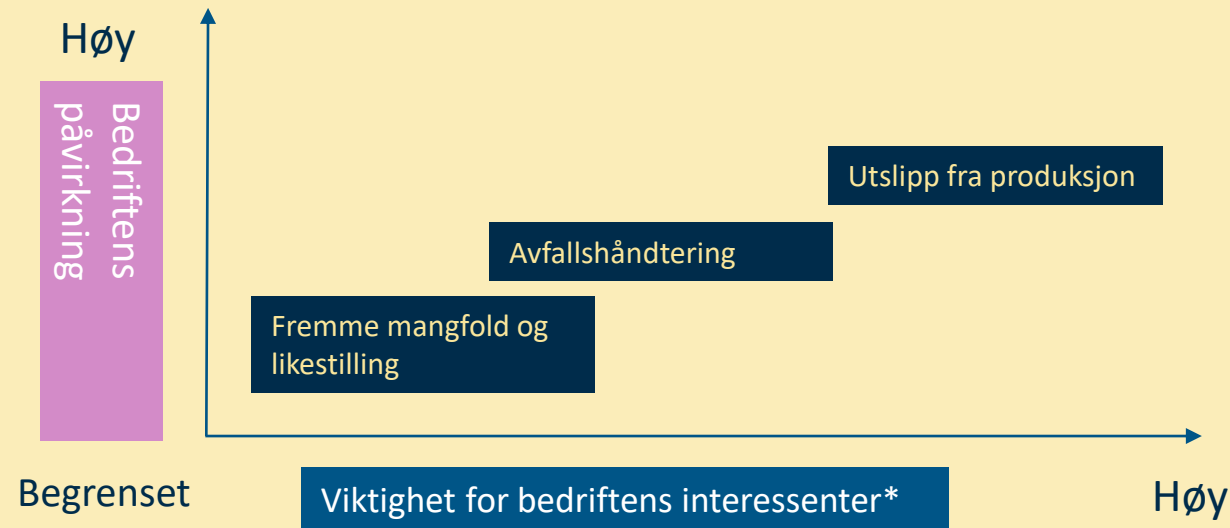 Høy
Bedriftens
påvirkning
Utslipp fra produksjon
Avfallshåndtering
Fremme mangfold og
likestilling
Begrenset
Viktighet for bedriftens interessenter*
Høy